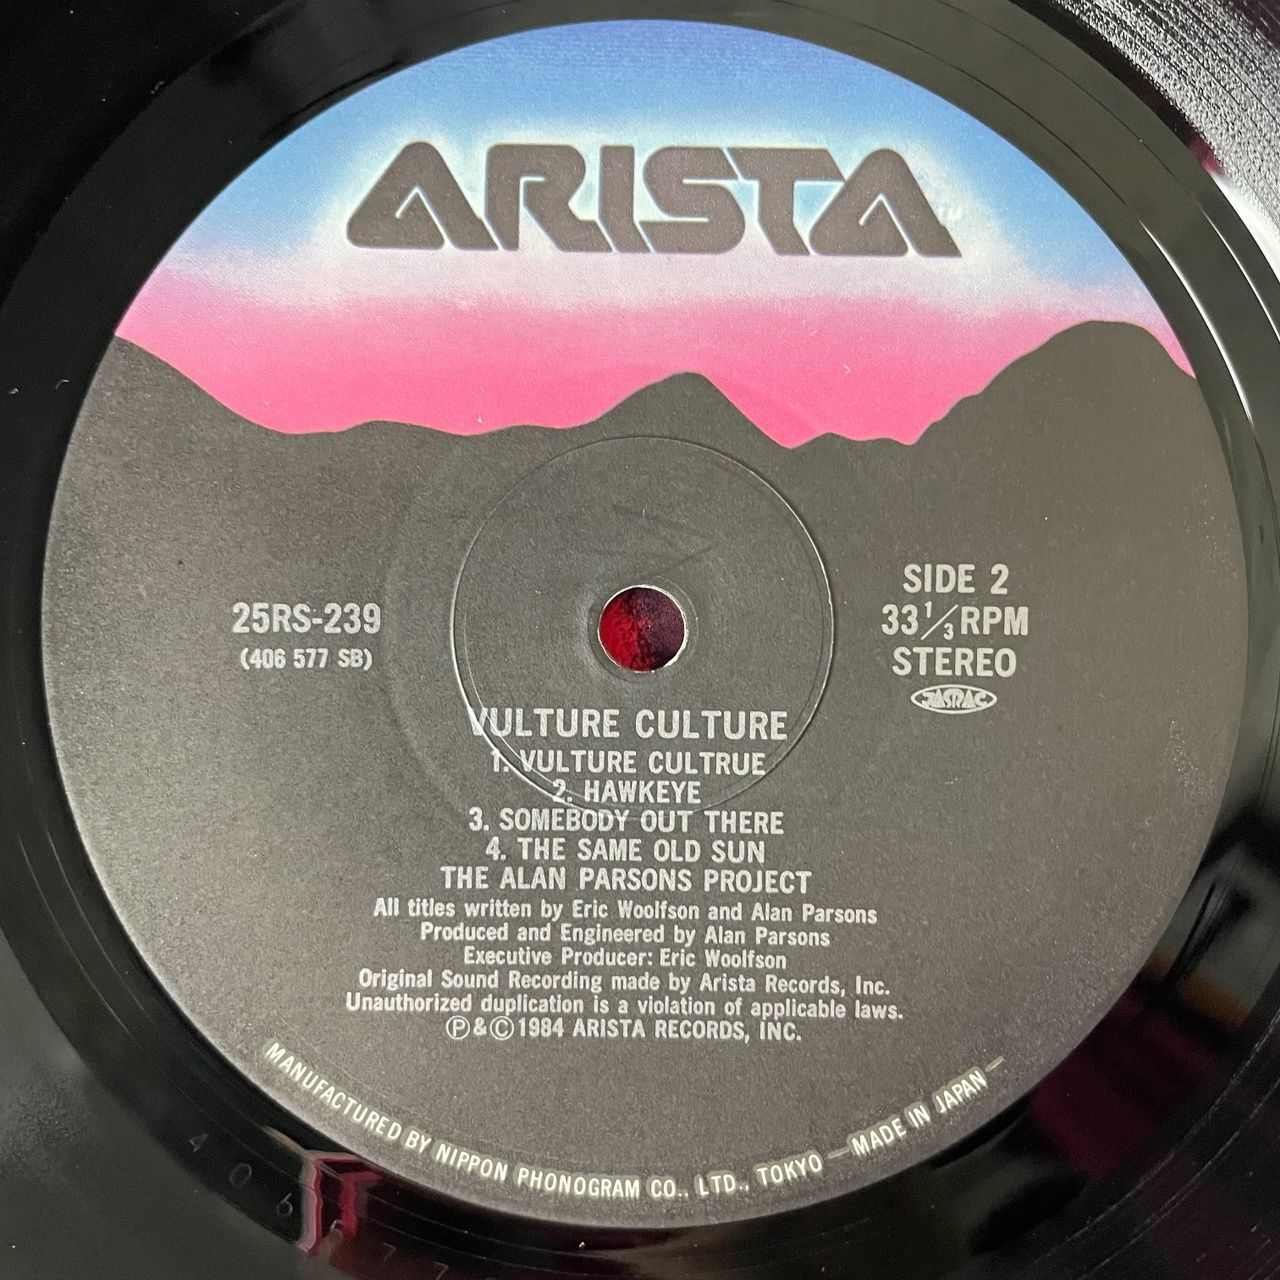 ARISTA
25RS-239
(406 577 SB)
SIDE 2
33 1/3 RPM
STEREO
JASRAC
VULTURE CULTURE
1. VULTURE CULTRUE
2. HAWKEYE
3. SOMEBODY OUT THERE
4. THE SAME OLD SUN
THE ALAN PARSONS PROJECT
All titles written by Eric Woolfson and Alan Parsons
Produced and Engineered by Alan Parsons
Executive Producer: Eric Woolfson
Original Sound Recording made by Arista Records, Inc.
Unauthorized duplication is a violation of applicable laws.
Ⓟ&Ⓒ1984 ARISTA RECORDS, INC.
MANUFACTURED BY NIPPON PHONOGRAM CO., LTD., TOKYO — MADE IN JAPAN —